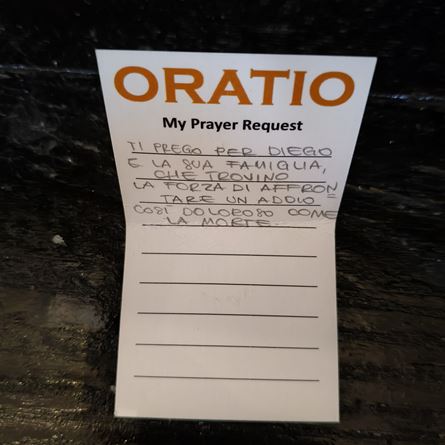 ORATIO
My Prayer Request
TI PREGO PER DIEGO
E LA SUA FAMIGLIA,
CHE TROVINO
LA FORZA DI AFFRON=
TARE UN ADDIO
COSÌ DOLOROSO COME
LA MORTE.